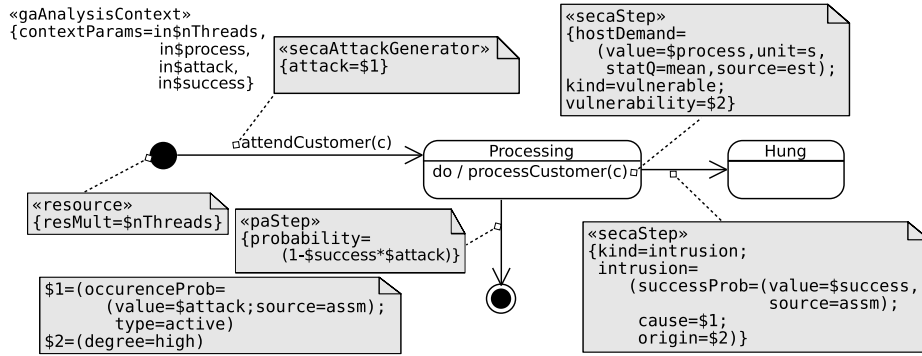 «gaAnalysisContext»
{contextParams=in$nThreads,
in$process,
in$attack,
in$success}
«secaAttackGenerator»
{attack=$1}
«secaStep»
{hostDemand=
(value=$process,unit=s,
statQ=mean,source=est);
kind=vulnerable;
vulnerability=$2}
attendCustomer(c)
Processing
do / processCustomer(c)
Hung
«resource»
{resMult=$nThreads}
«paStep»
{probability=
(1-$success*$attack)}
«secaStep»
{kind=intrusion;
intrusion=
(successProb=(value=$success,
source=assm);
cause=$1;
origin=$2)}
$1=(occurenceProb=
(value=$attack;source=assm);
type=active)
$2=(degree=high)